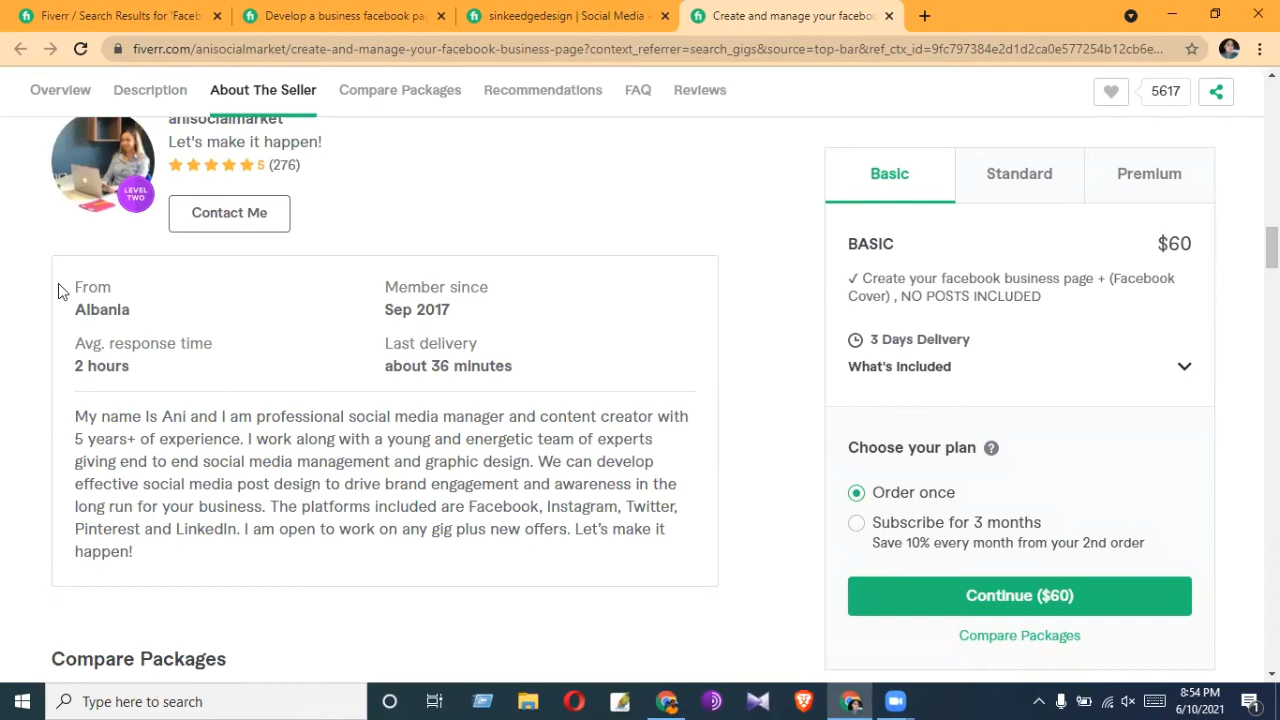 Fiverr / Search Results for 'Faceb
Develop a business facebook pa
sinkeedgedesign | Social Media
Create and manage your facebo
fiverr.com/anisocialmarket/create-and-manage-your-facebook-business-page?context_referrer=search_gigs&source=top-bar&ref_ctx_id=9fc797384e2d1d2ca0e577254b12cb6e...
Overview
Description
About The Seller
Compare Packages
Recommendations
FAQ
Reviews
5617
anisocialmarket
Let's make it happen!
5 (276)
LEVEL
TWO
Contact Me
From
Albania
Member since
Sep 2017
Avg. response time
2 hours
Last delivery
about 36 minutes
My name Is Ani and I am professional social media manager and content creator with
5 years+ of experience. I work along with a young and energetic team of experts
giving end to end social media management and graphic design. We can develop
effective social media post design to drive brand engagement and awareness in the
long run for your business. The platforms included are Facebook, Instagram, Twitter,
Pinterest and LinkedIn. I am open to work on any gig plus new offers. Let's make it
happen!
Compare Packages
Basic
Standard
Premium
BASIC
$60
✓ Create your facebook business page + (Facebook
Cover) , NO POSTS INCLUDED
3 Days Delivery
What's Included
Choose your plan ?
Order once
Subscribe for 3 months
Save 10% every month from your 2nd order
Continue ($60)
Compare Packages
Type here to search
8:54 PM
6/10/2021
1